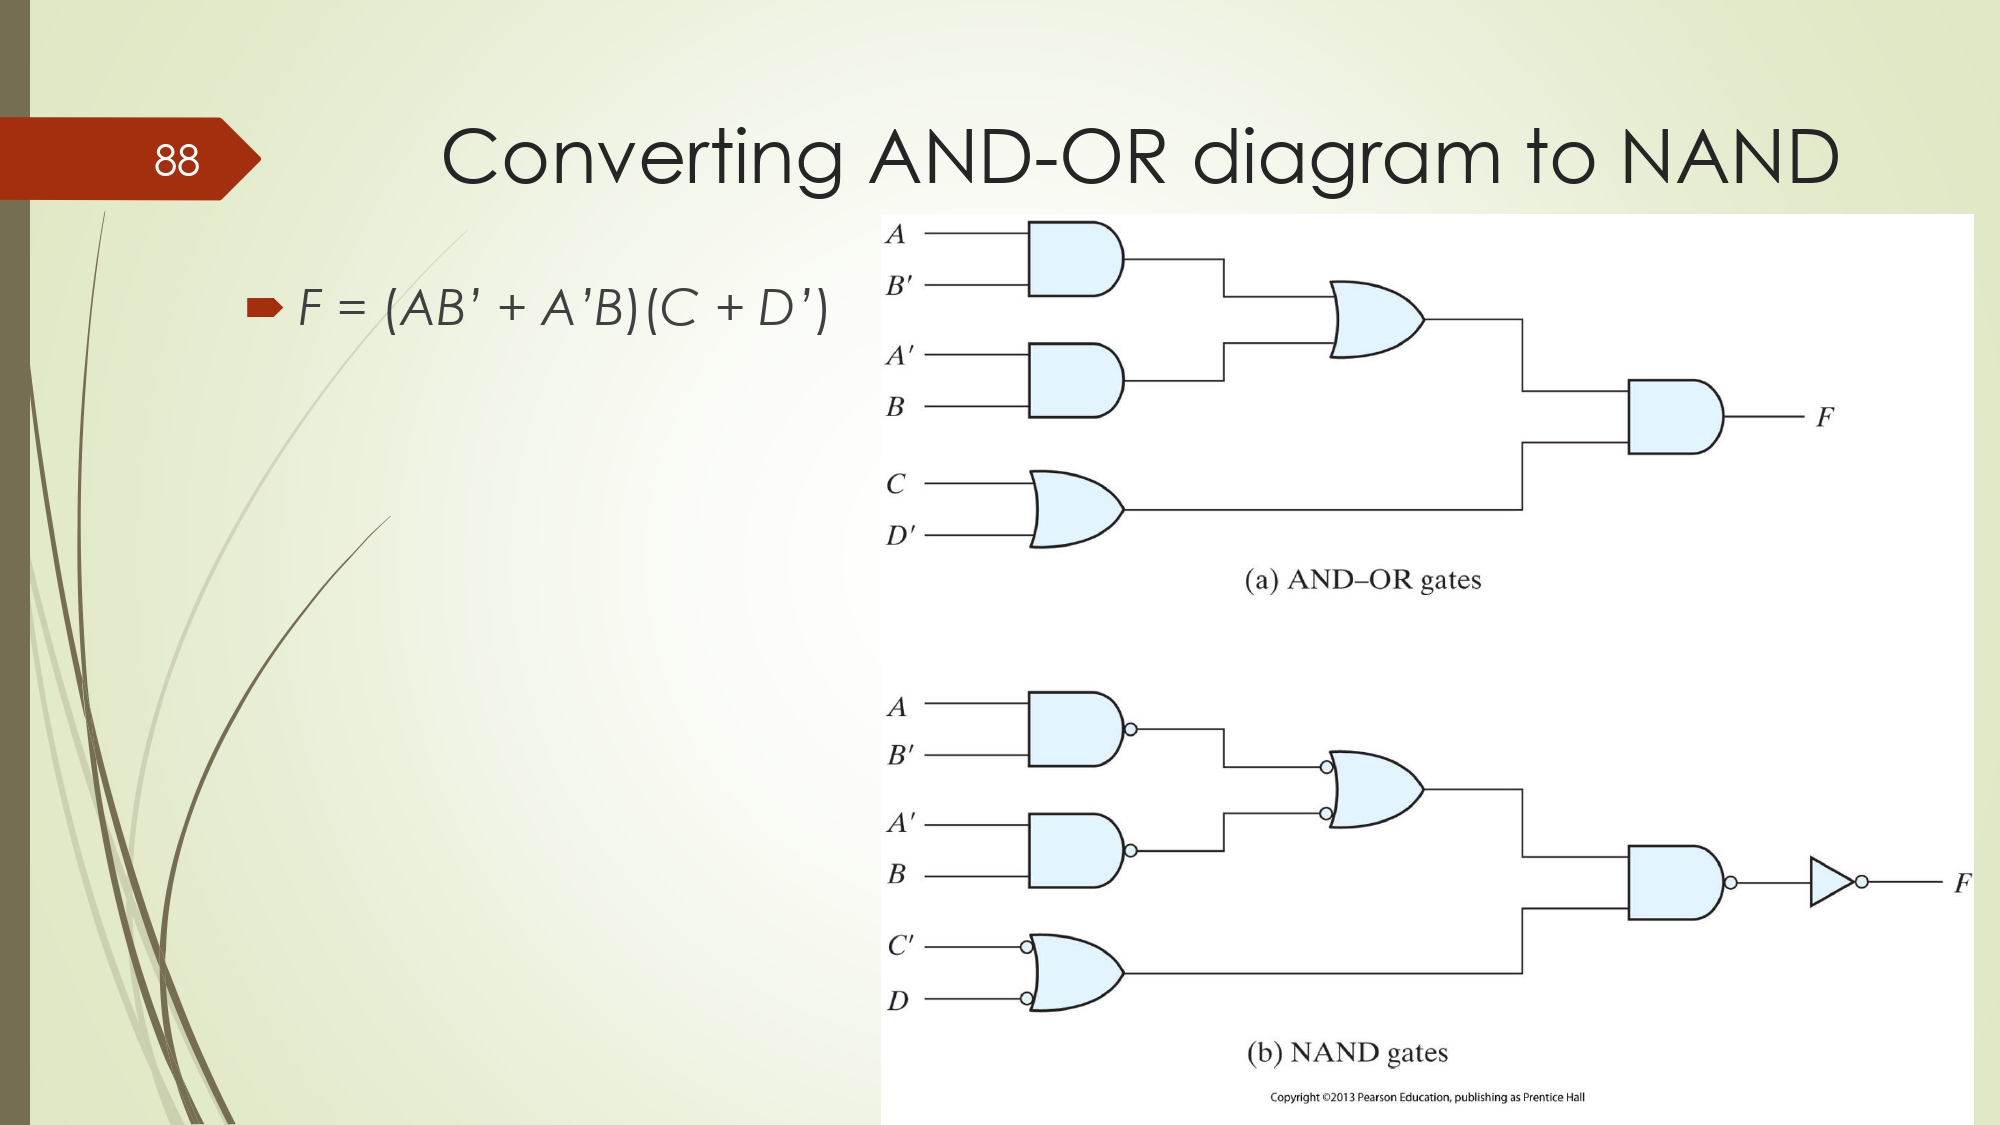 88
Converting AND-OR diagram to NAND
F = (AB’ + A’B)(C + D’)
A
B′
A′
B
C
D′
F
(a) AND–OR gates
A
B′
A′
B
C′
D
F
(b) NAND gates
Copyright ©2013 Pearson Education, publishing as Prentice Hall